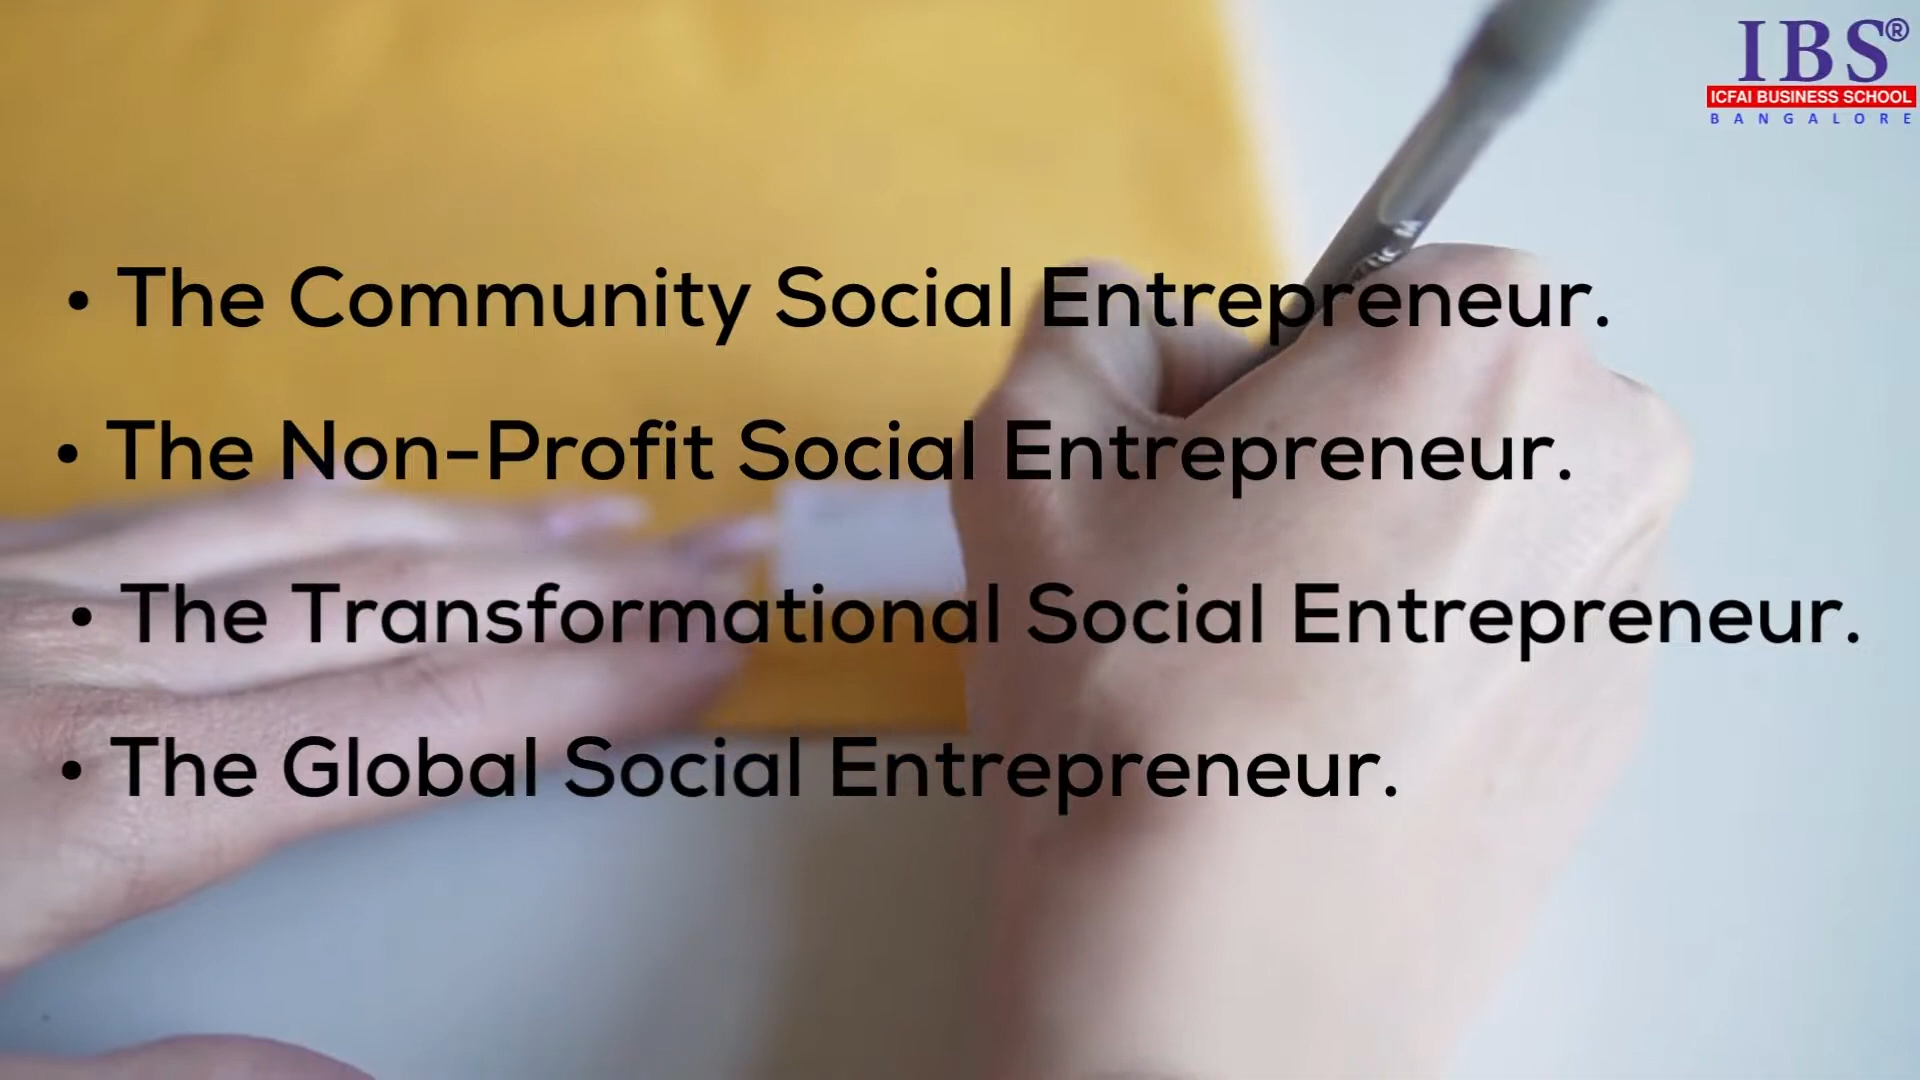 IBS®
ICFAI BUSINESS SCHOOL
BANGALORE
• The Community Social Entrepreneur.
• The Non-Profit Social Entrepreneur.
• The Transformational Social Entrepreneur.
• The Global Social Entrepreneur.